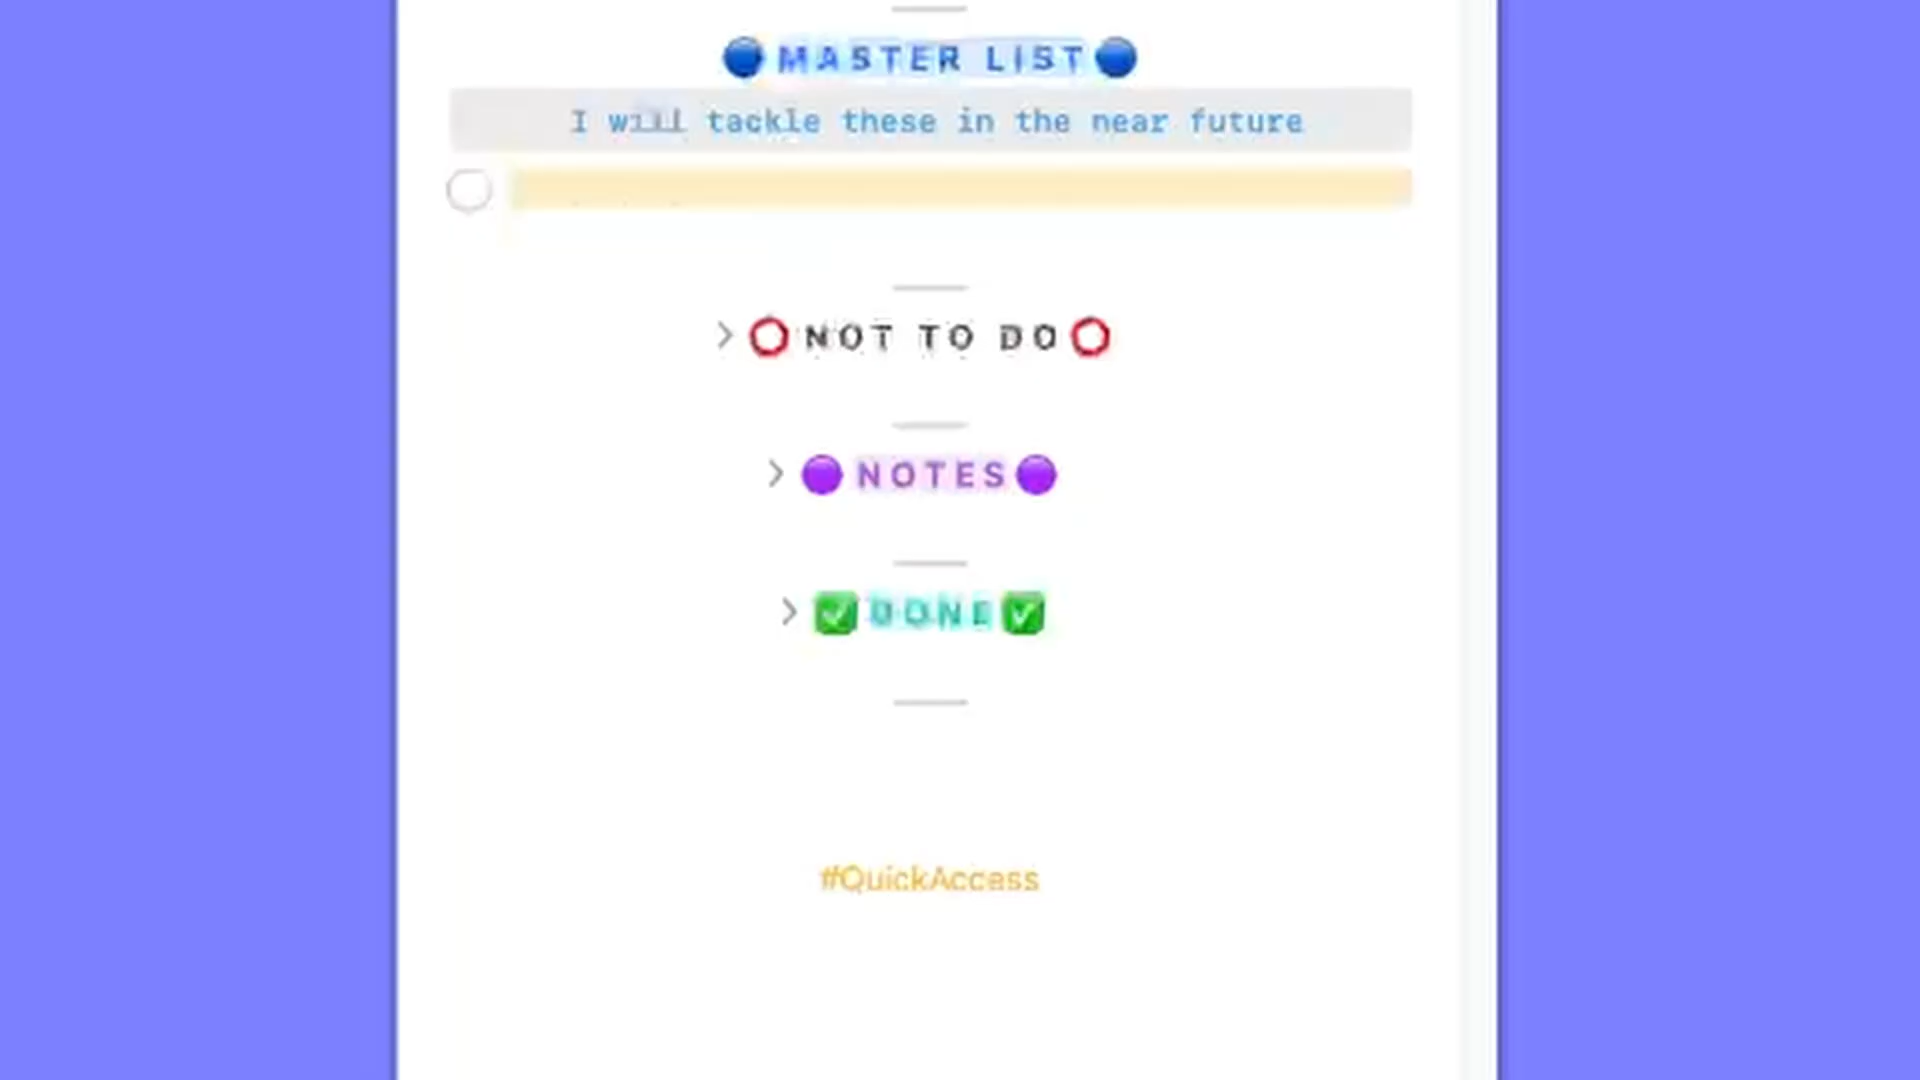 MASTER LIST
I will tackle these in the near future
NOT TO DO
NOTES
DONE
#QuickAccess